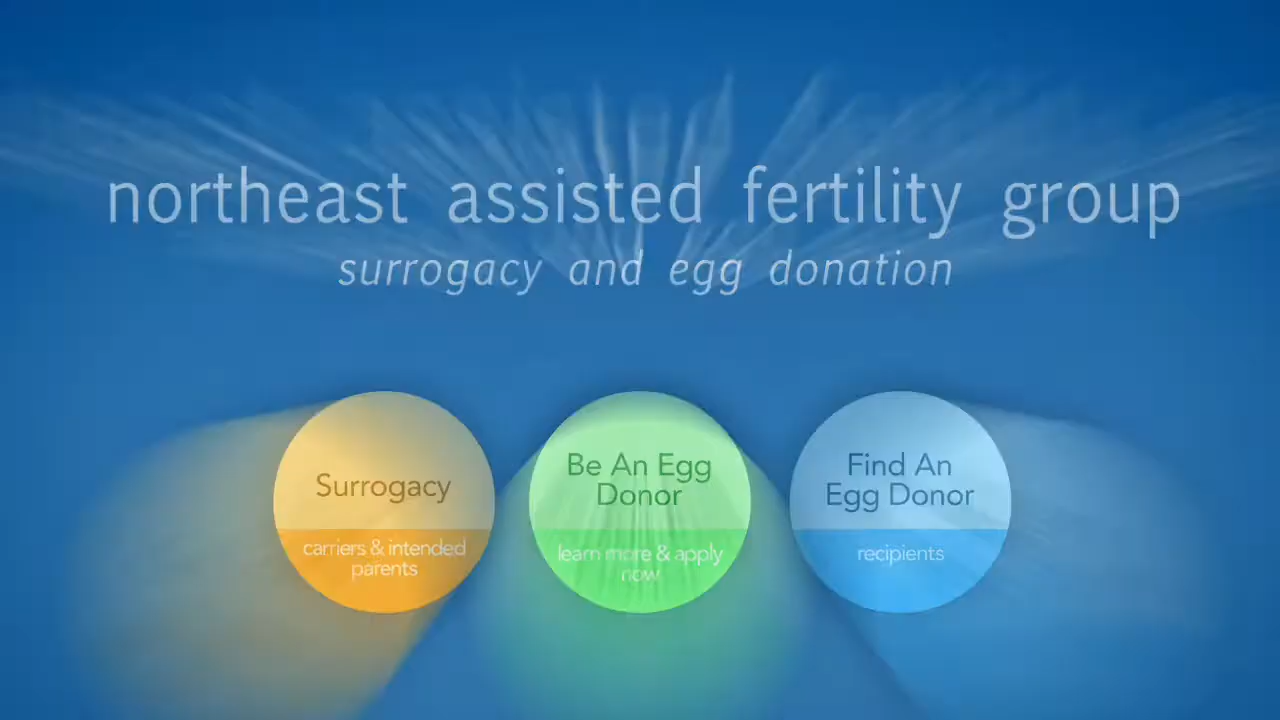 northeast assisted fertility group
surrogacy and egg donation
Surrogacy
carriers & intended
parents
Be An Egg
Donor
learn more & apply
now
Find An
Egg Donor
recipients